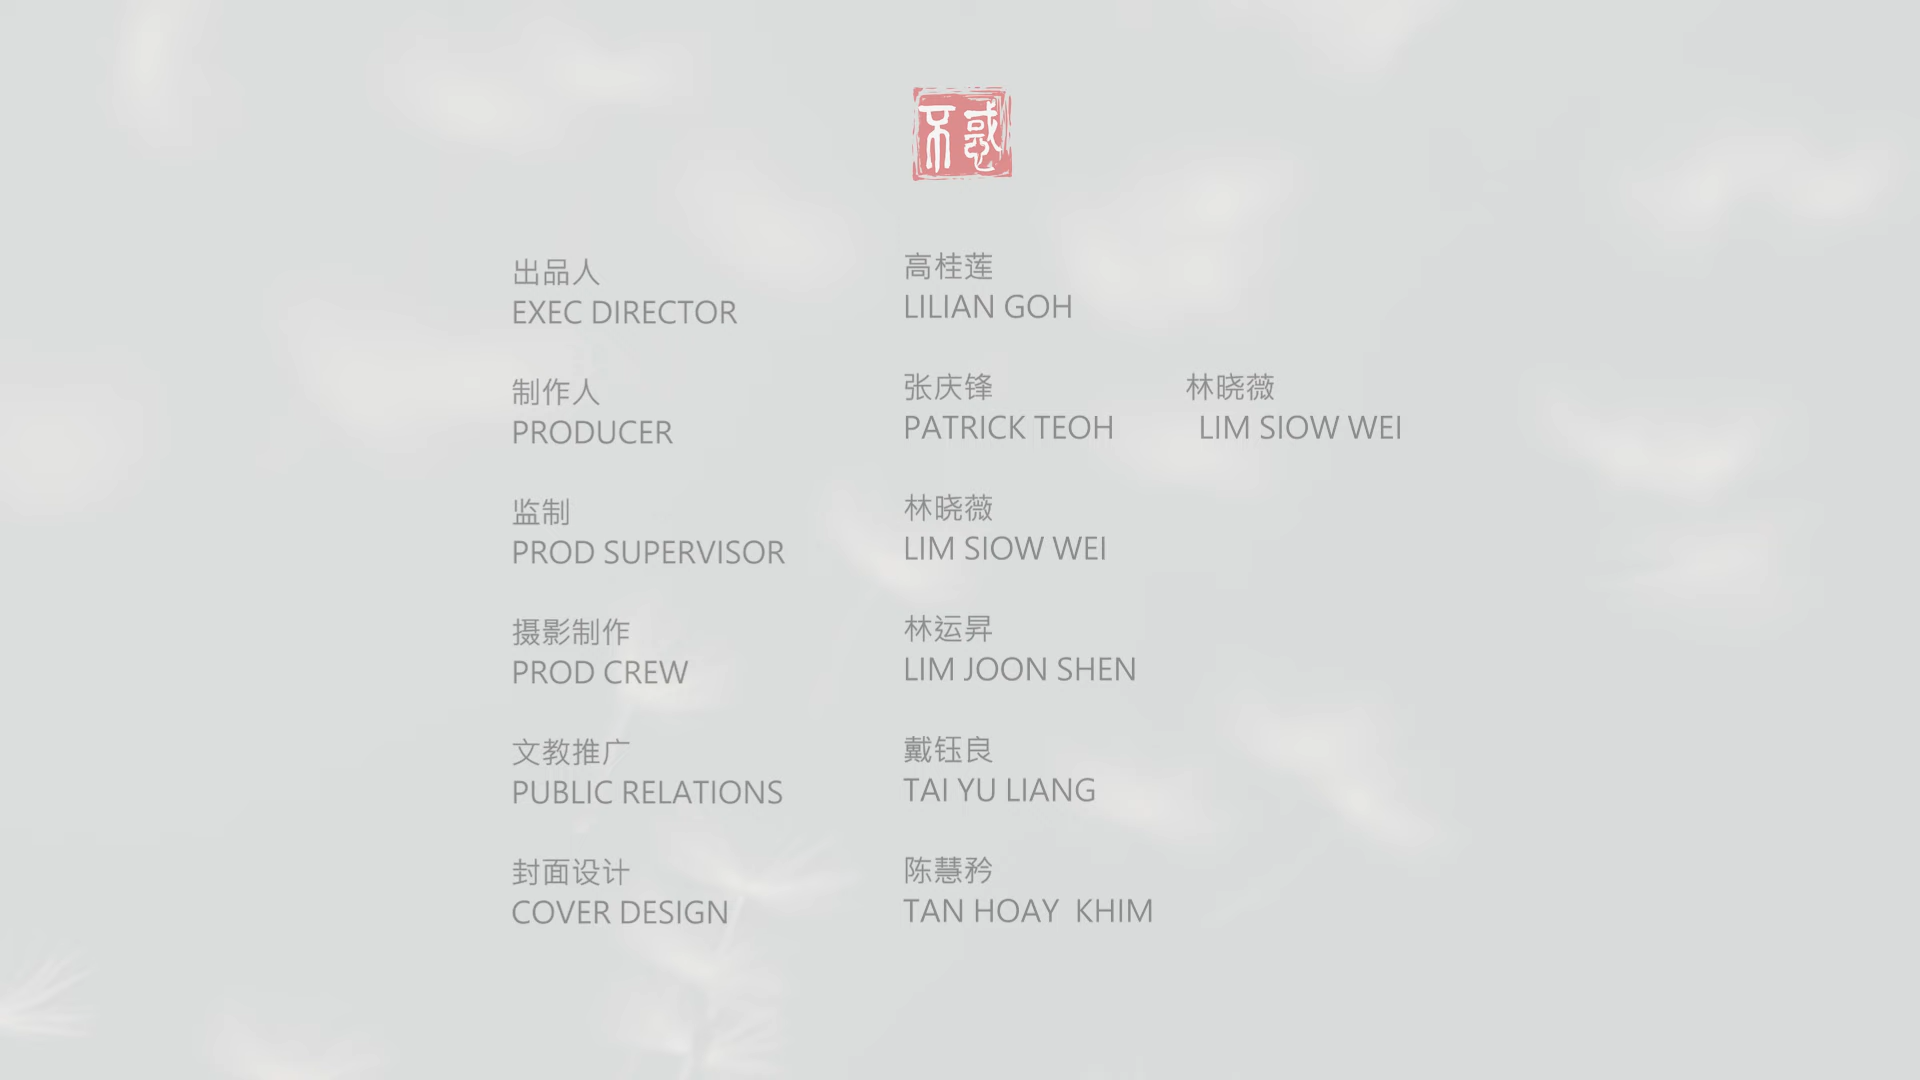 不惑
出品人
EXEC DIRECTOR
高桂莲
LILIAN GOH
制作人
PRODUCER
张庆锋 林晓薇
PATRICK TEOH LIM SIOW WEI
监制
PROD SUPERVISOR
林晓薇
LIM SIOW WEI
摄影制作
PROD CREW
林运昇
LIM JOON SHEN
文教推广
PUBLIC RELATIONS
戴钰良
TAI YU LIANG
封面设计
COVER DESIGN
陈慧矜
TAN HOAY  KHIM